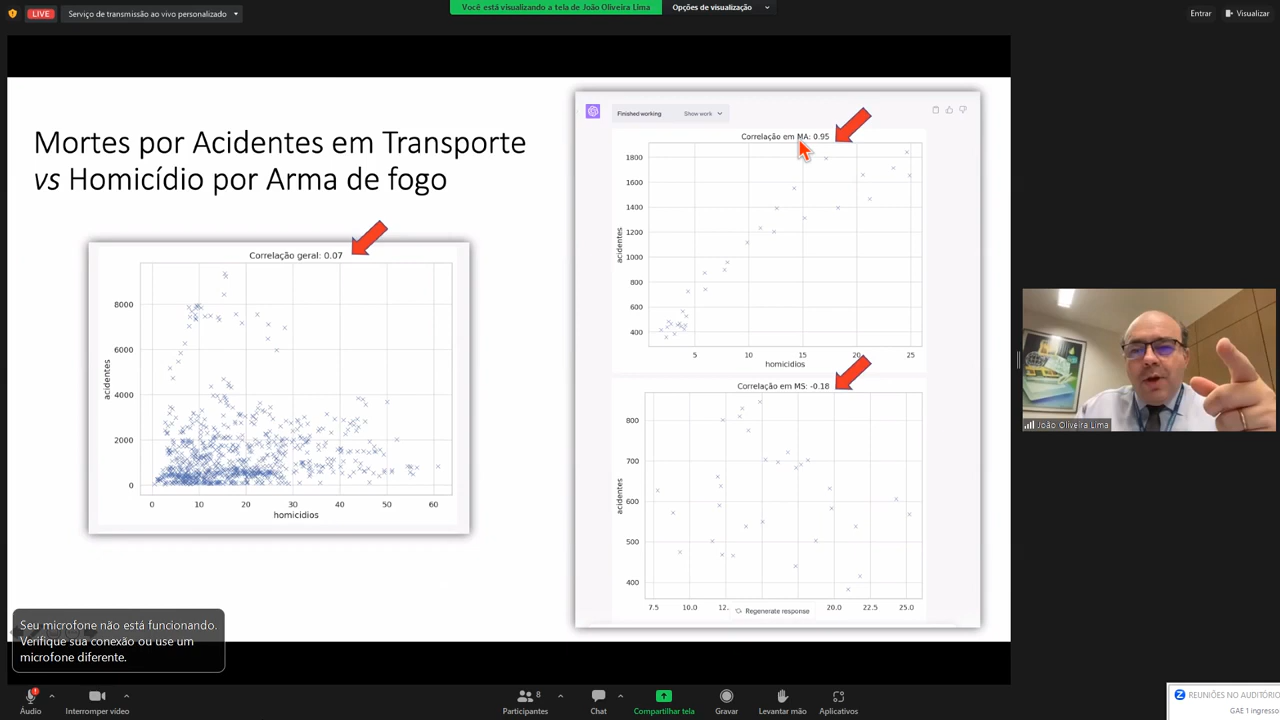 LIVE
Serviço de transmissão ao vivo personalizado
Você está visualizando a tela de João Oliveira Lima
Opções de visualização
Entrar
Visualizar
Mortes por Acidentes em Transporte
vs Homicídio por Arma de fogo
Correlação geral: 0.07
acidentes
8000
6000
4000
2000
0
0 10 20 30 40 50 60
homicidios
Finished working
Show work
Correlação em MA: 0.95
acidentes
1800
1600
1400
1200
1000
800
600
400
5 10 15 20 25
homicidios
Correlação em MS: -0.18
acidentes
800
700
600
500
400
7.5 10.0 12. 20.0 22.5 25.0
Regenerate response
João Oliveira Lima
Seu microfone não está funcionando.
Verifique sua conexão ou use um
microfone diferente.
Áudio
Interromper vídeo
8
Participantes
Chat
Compartilhar tela
Gravar
Levantar mão
Aplicativos
REUNIÕES NO AUDITÓRIO
GAE 1 ingresso